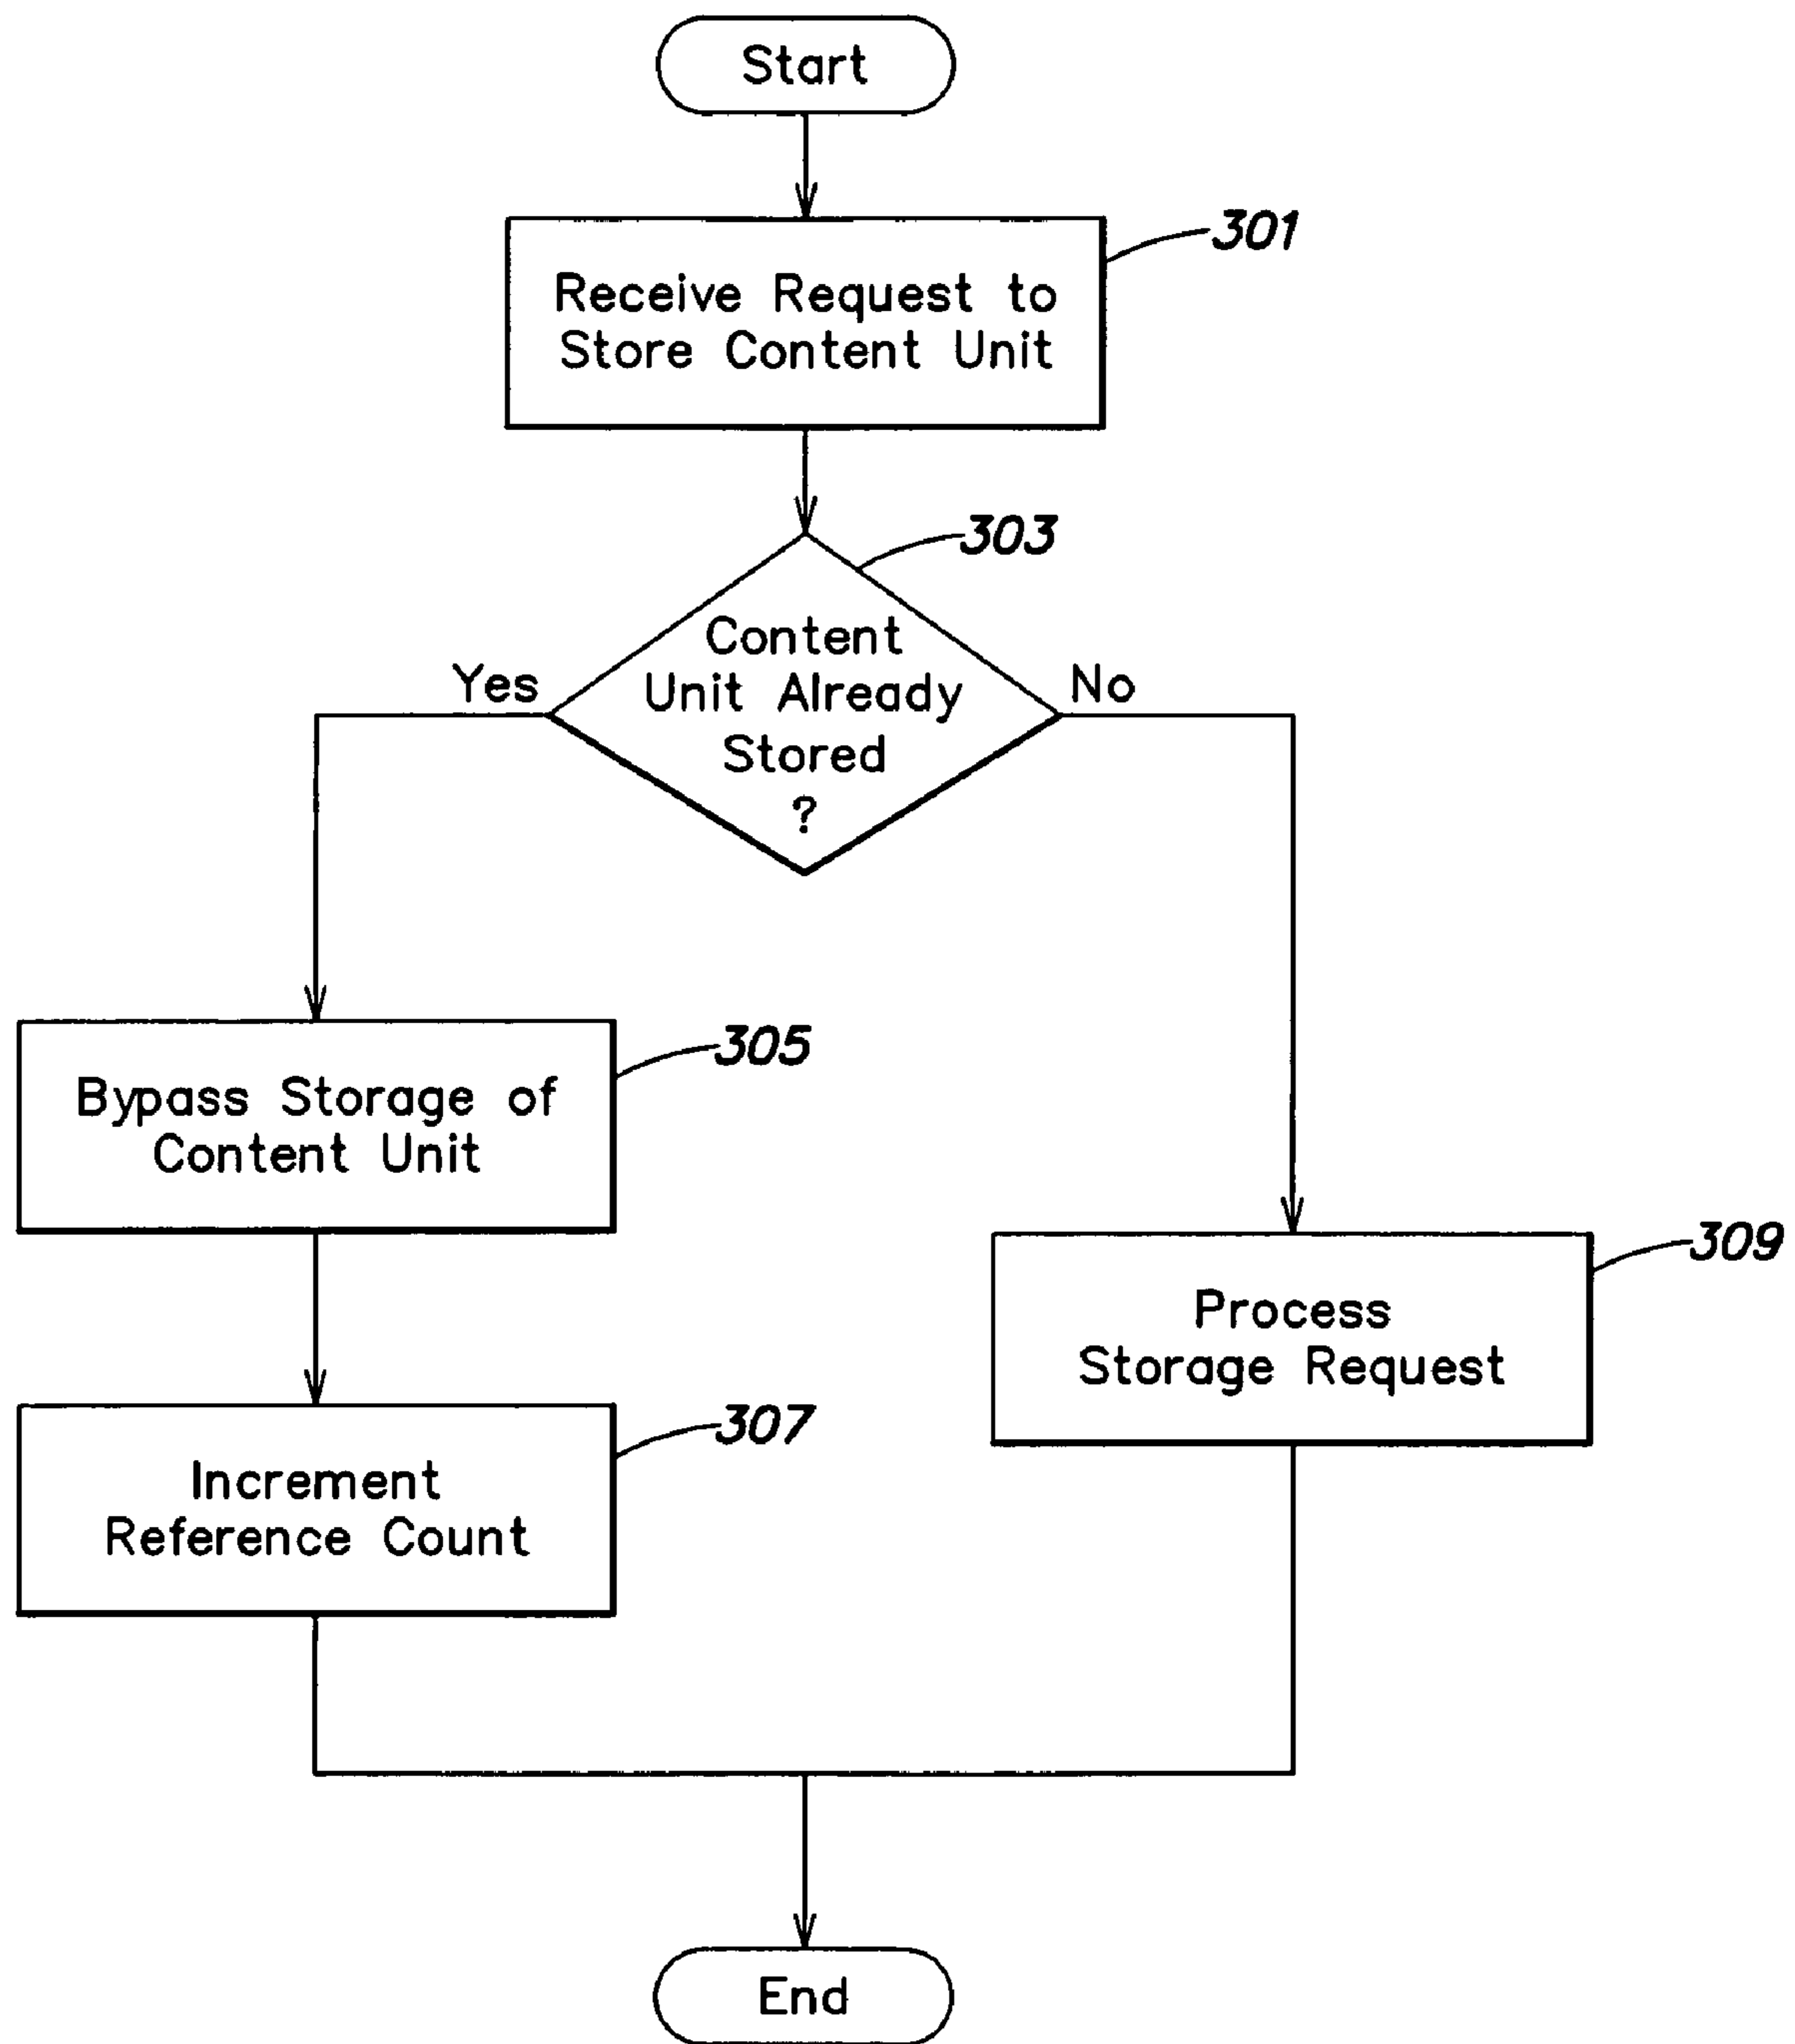 Start
301
Receive Request to
Store Content Unit
303
Content
Unit Already
Stored
?
Yes
No
305
Bypass Storage of
Content Unit
309
Process
Storage Request
307
Increment
Reference Count
End